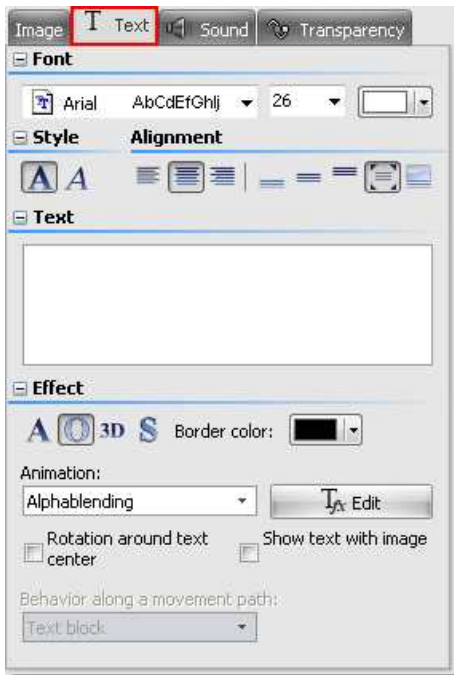 Image T Text Sound Transparency
Font
Arial AbCdEfGhIj 26
Style Alignment
A A
Text
Effect
A O 3D S Border color:
Animation:
Alphablending Tfx Edit
Rotation around text center Show text with image
Behavior along a movement path:
Text block